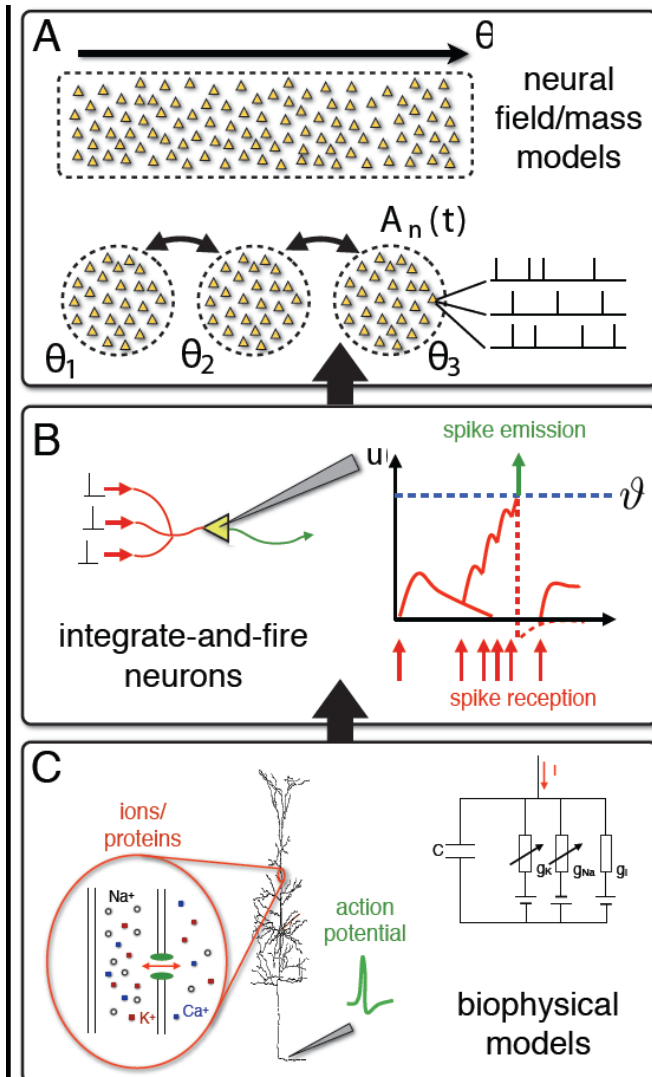 A
θ
neural
field/mass
models
A n (t)
θ1
θ2
θ3
B
spike emission
u
ϑ
integrate-and-fire
neurons
spike reception
C
ions/
proteins
I
C
gK
gNa
gl
Na+
action
potential
K+
Ca+
biophysical
models